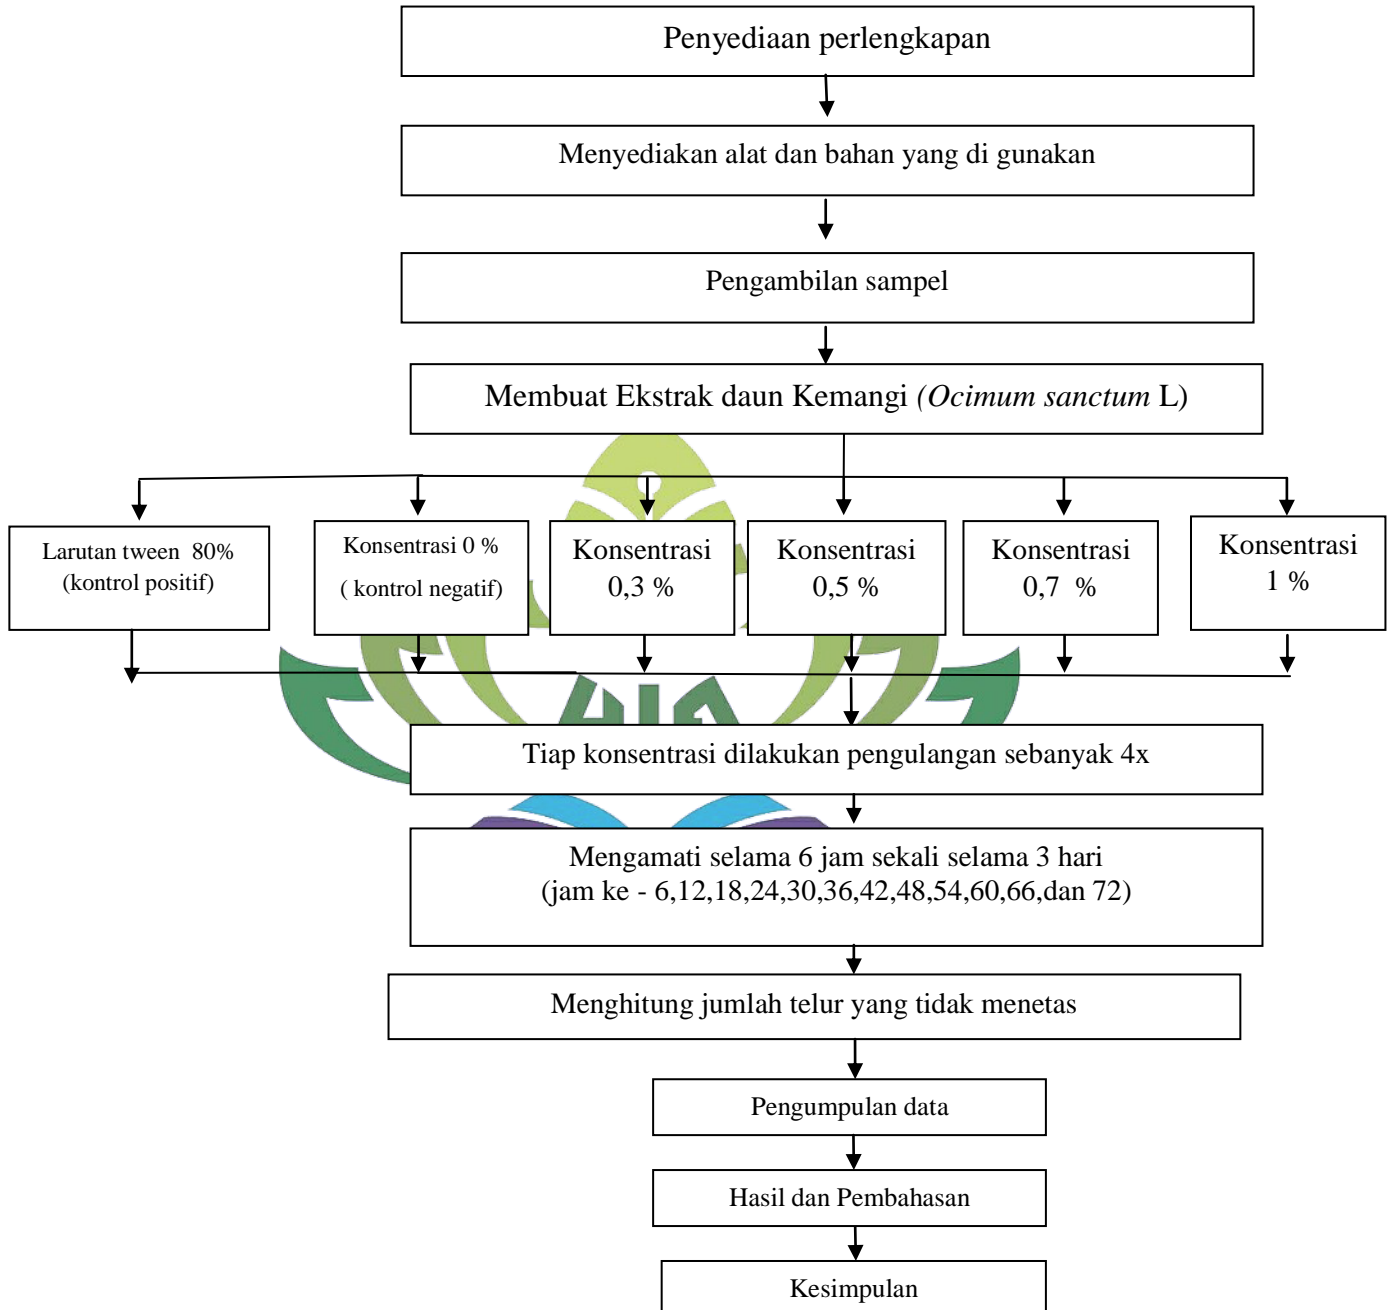 Penyediaan perlengkapan
Menyediakan alat dan bahan yang di gunakan
Pengambilan sampel
Membuat Ekstrak daun Kemangi (Ocimum sanctum L)
Larutan tween 80%
(kontrol positif)
Konsentrasi 0 %
( kontrol negatif)
Konsentrasi
0,3 %
Konsentrasi
0,5 %
Konsentrasi
0,7 %
Konsentrasi
1 %
Tiap konsentrasi dilakukan pengulangan sebanyak 4x
Mengamati selama 6 jam sekali selama 3 hari
(jam ke - 6,12,18,24,30,36,42,48,54,60,66,dan 72)
Menghitung jumlah telur yang tidak menetas
Pengumpulan data
Hasil dan Pembahasan
Kesimpulan